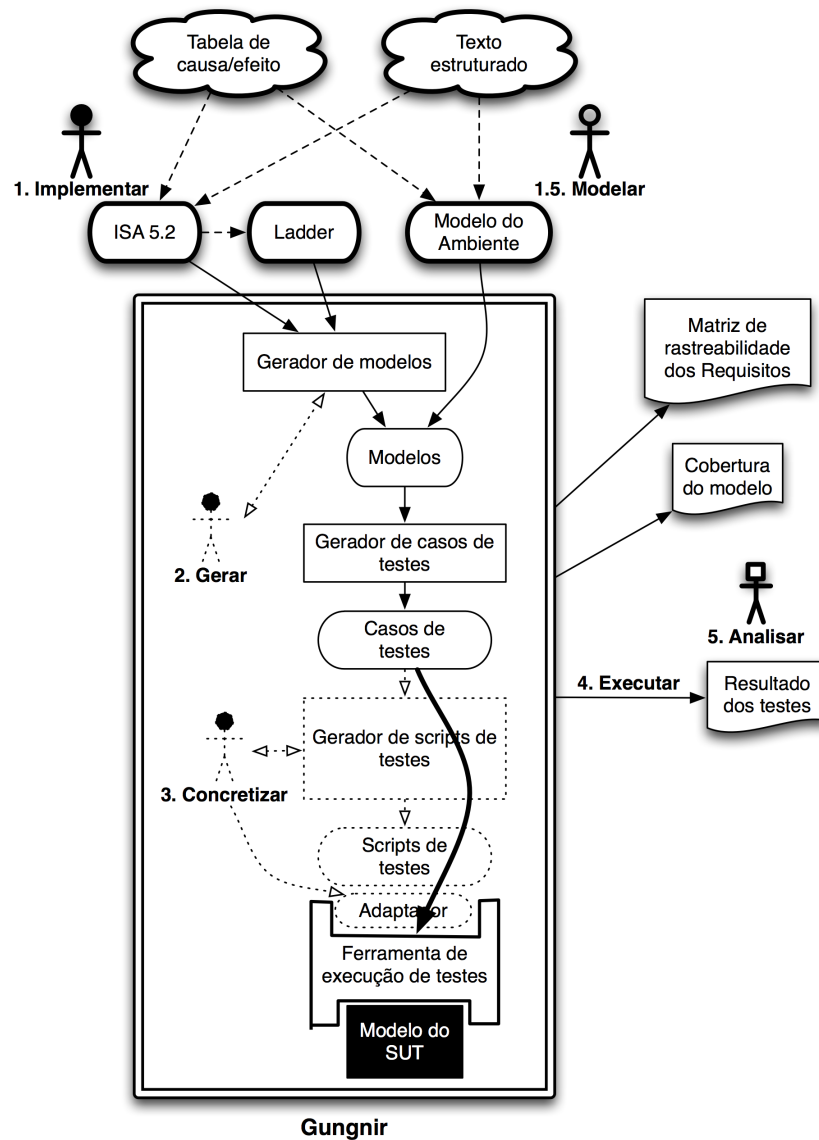 Tabela de
causa/efeito
Texto
estruturado
1. Implementar
1.5. Modelar
ISA 5.2
Ladder
Modelo do
Ambiente
Gerador de modelos
Matriz de
rastreabilidade
dos Requisitos
Modelos
Cobertura
do modelo
2. Gerar
Gerador de casos de
testes
5. Analisar
Casos de
testes
4. Executar
Resultado
dos testes
Gerador de scripts de
testes
3. Concretizar
Scripts de
testes
Adaptador
Ferramenta de
execução de testes
Modelo do
SUT
Gungnir